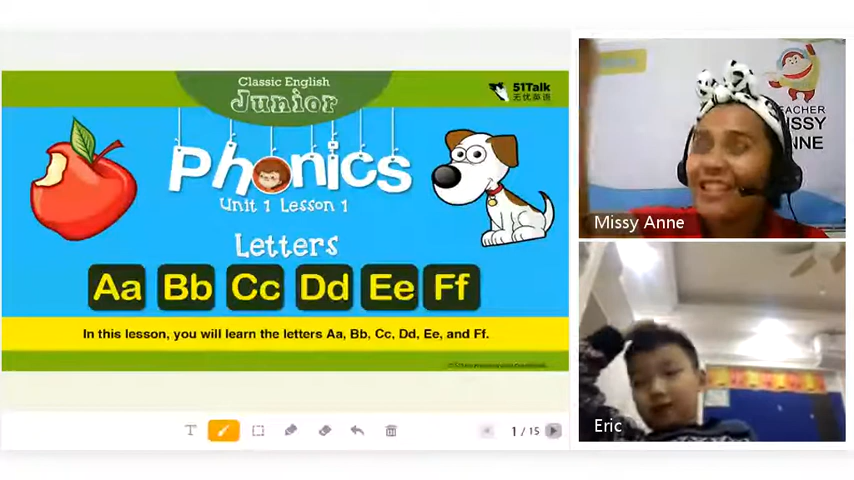 Classic English
Junior
51Talk
无忧英语
Phonics
Unit 1 Lesson 1
Letters
Aa Bb Cc Dd Ee Ff
In this lesson, you will learn the letters Aa, Bb, Cc, Dd, Ee, and Ff.
T
1 / 15
Missy Anne
Eric